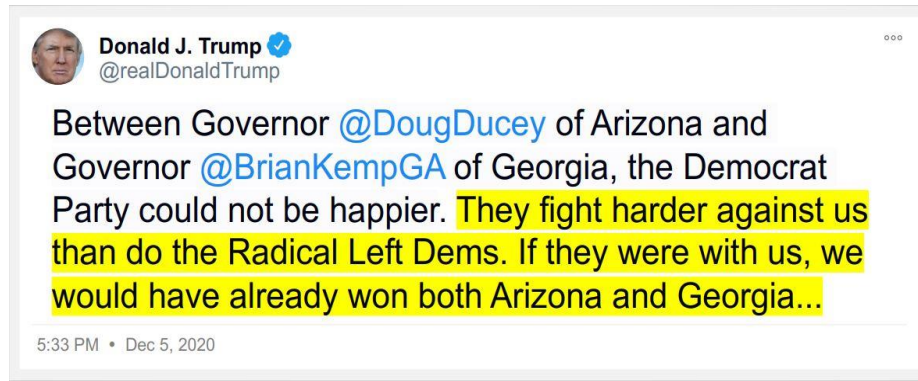 Donald J. Trump
@realDonaldTrump
Between Governor @DougDucey of Arizona and
Governor @BrianKempGA of Georgia, the Democrat
Party could not be happier. They fight harder against us
than do the Radical Left Dems. If they were with us, we
would have already won both Arizona and Georgia...
5:33 PM • Dec 5, 2020